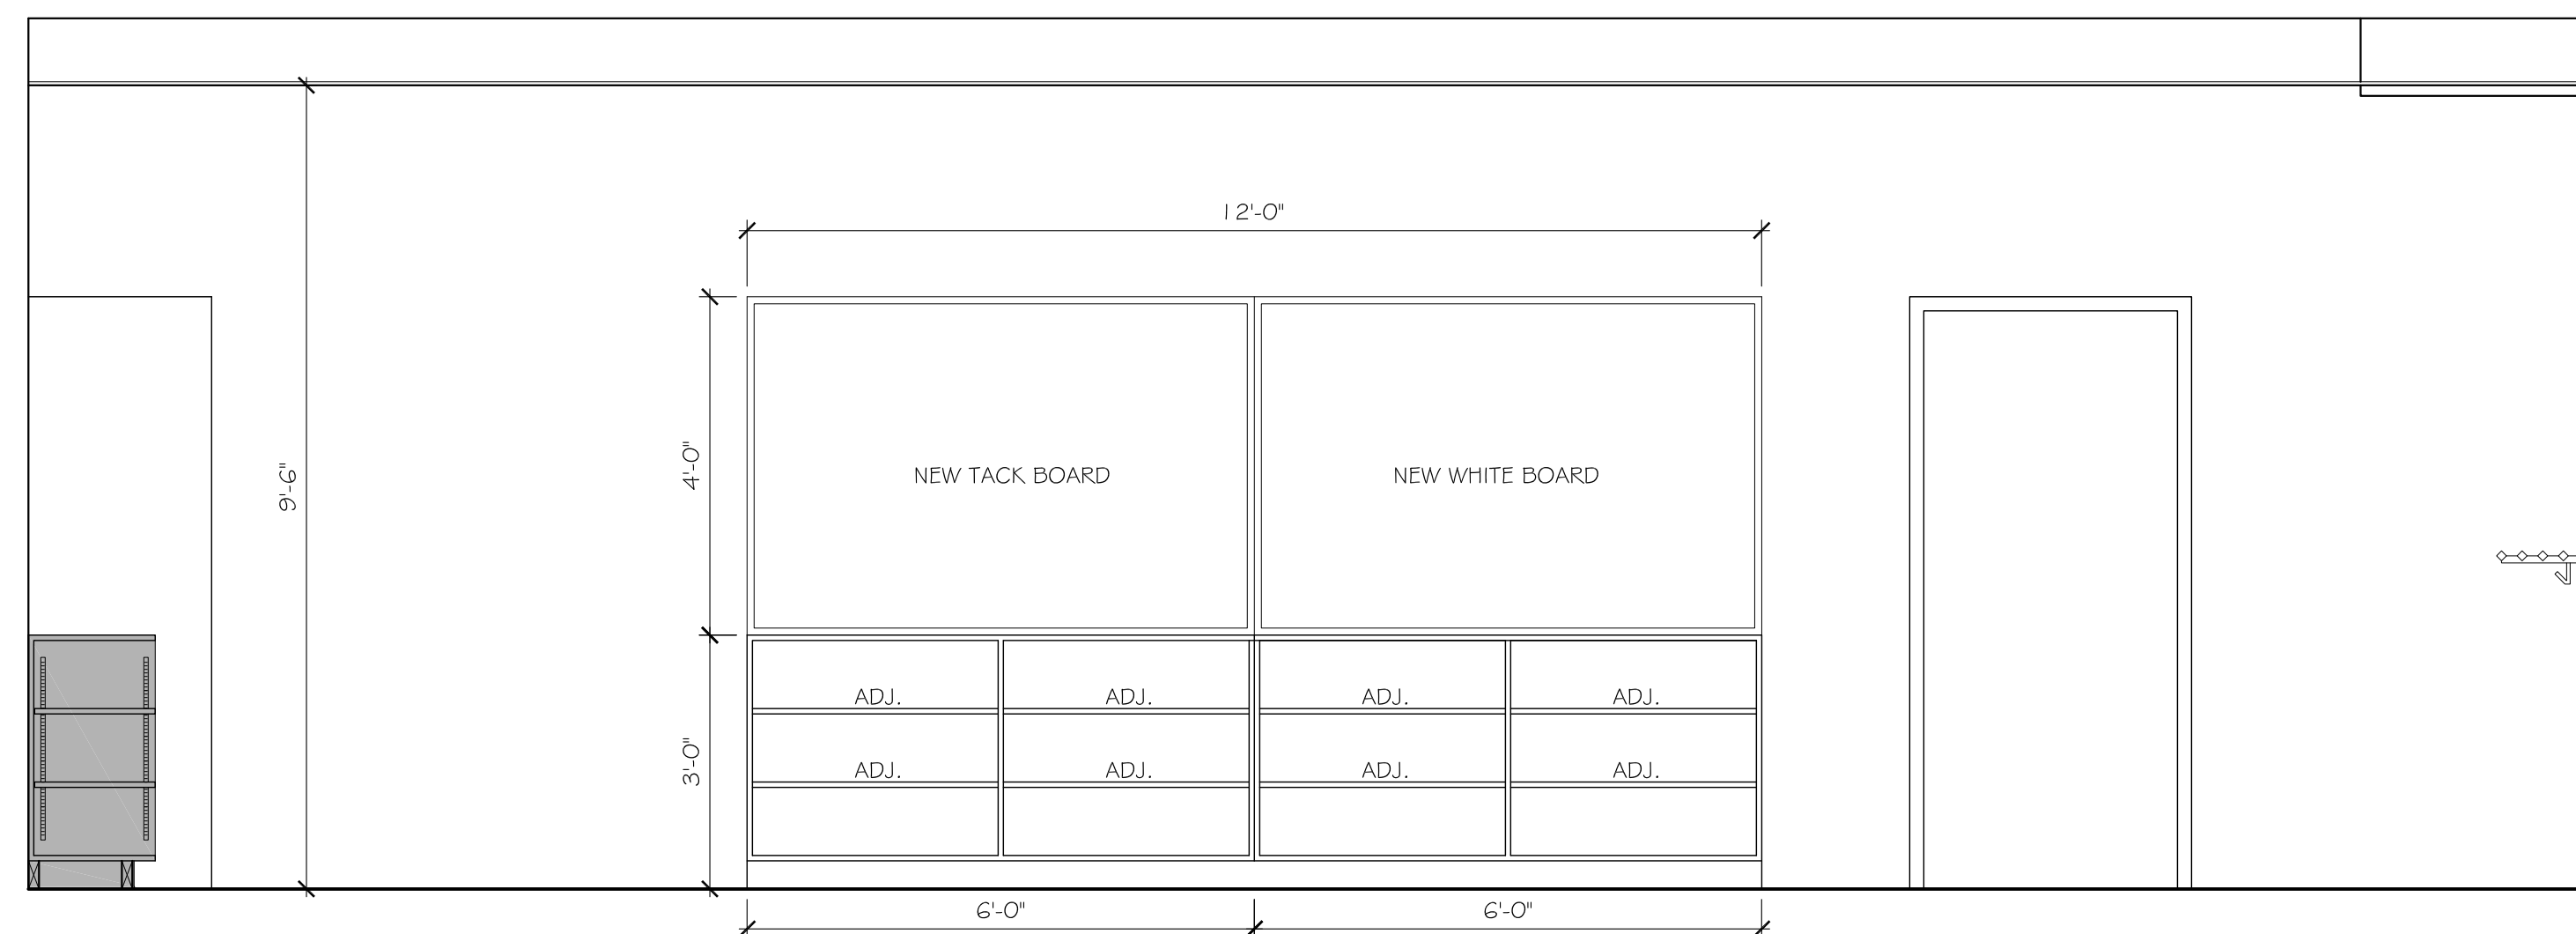 12'-0"
9'-6"
4'-0"
NEW TACK BOARD
NEW WHITE BOARD
3'-0"
ADJ. ADJ. ADJ. ADJ.
ADJ. ADJ. ADJ. ADJ.
6'-0" 6'-0"